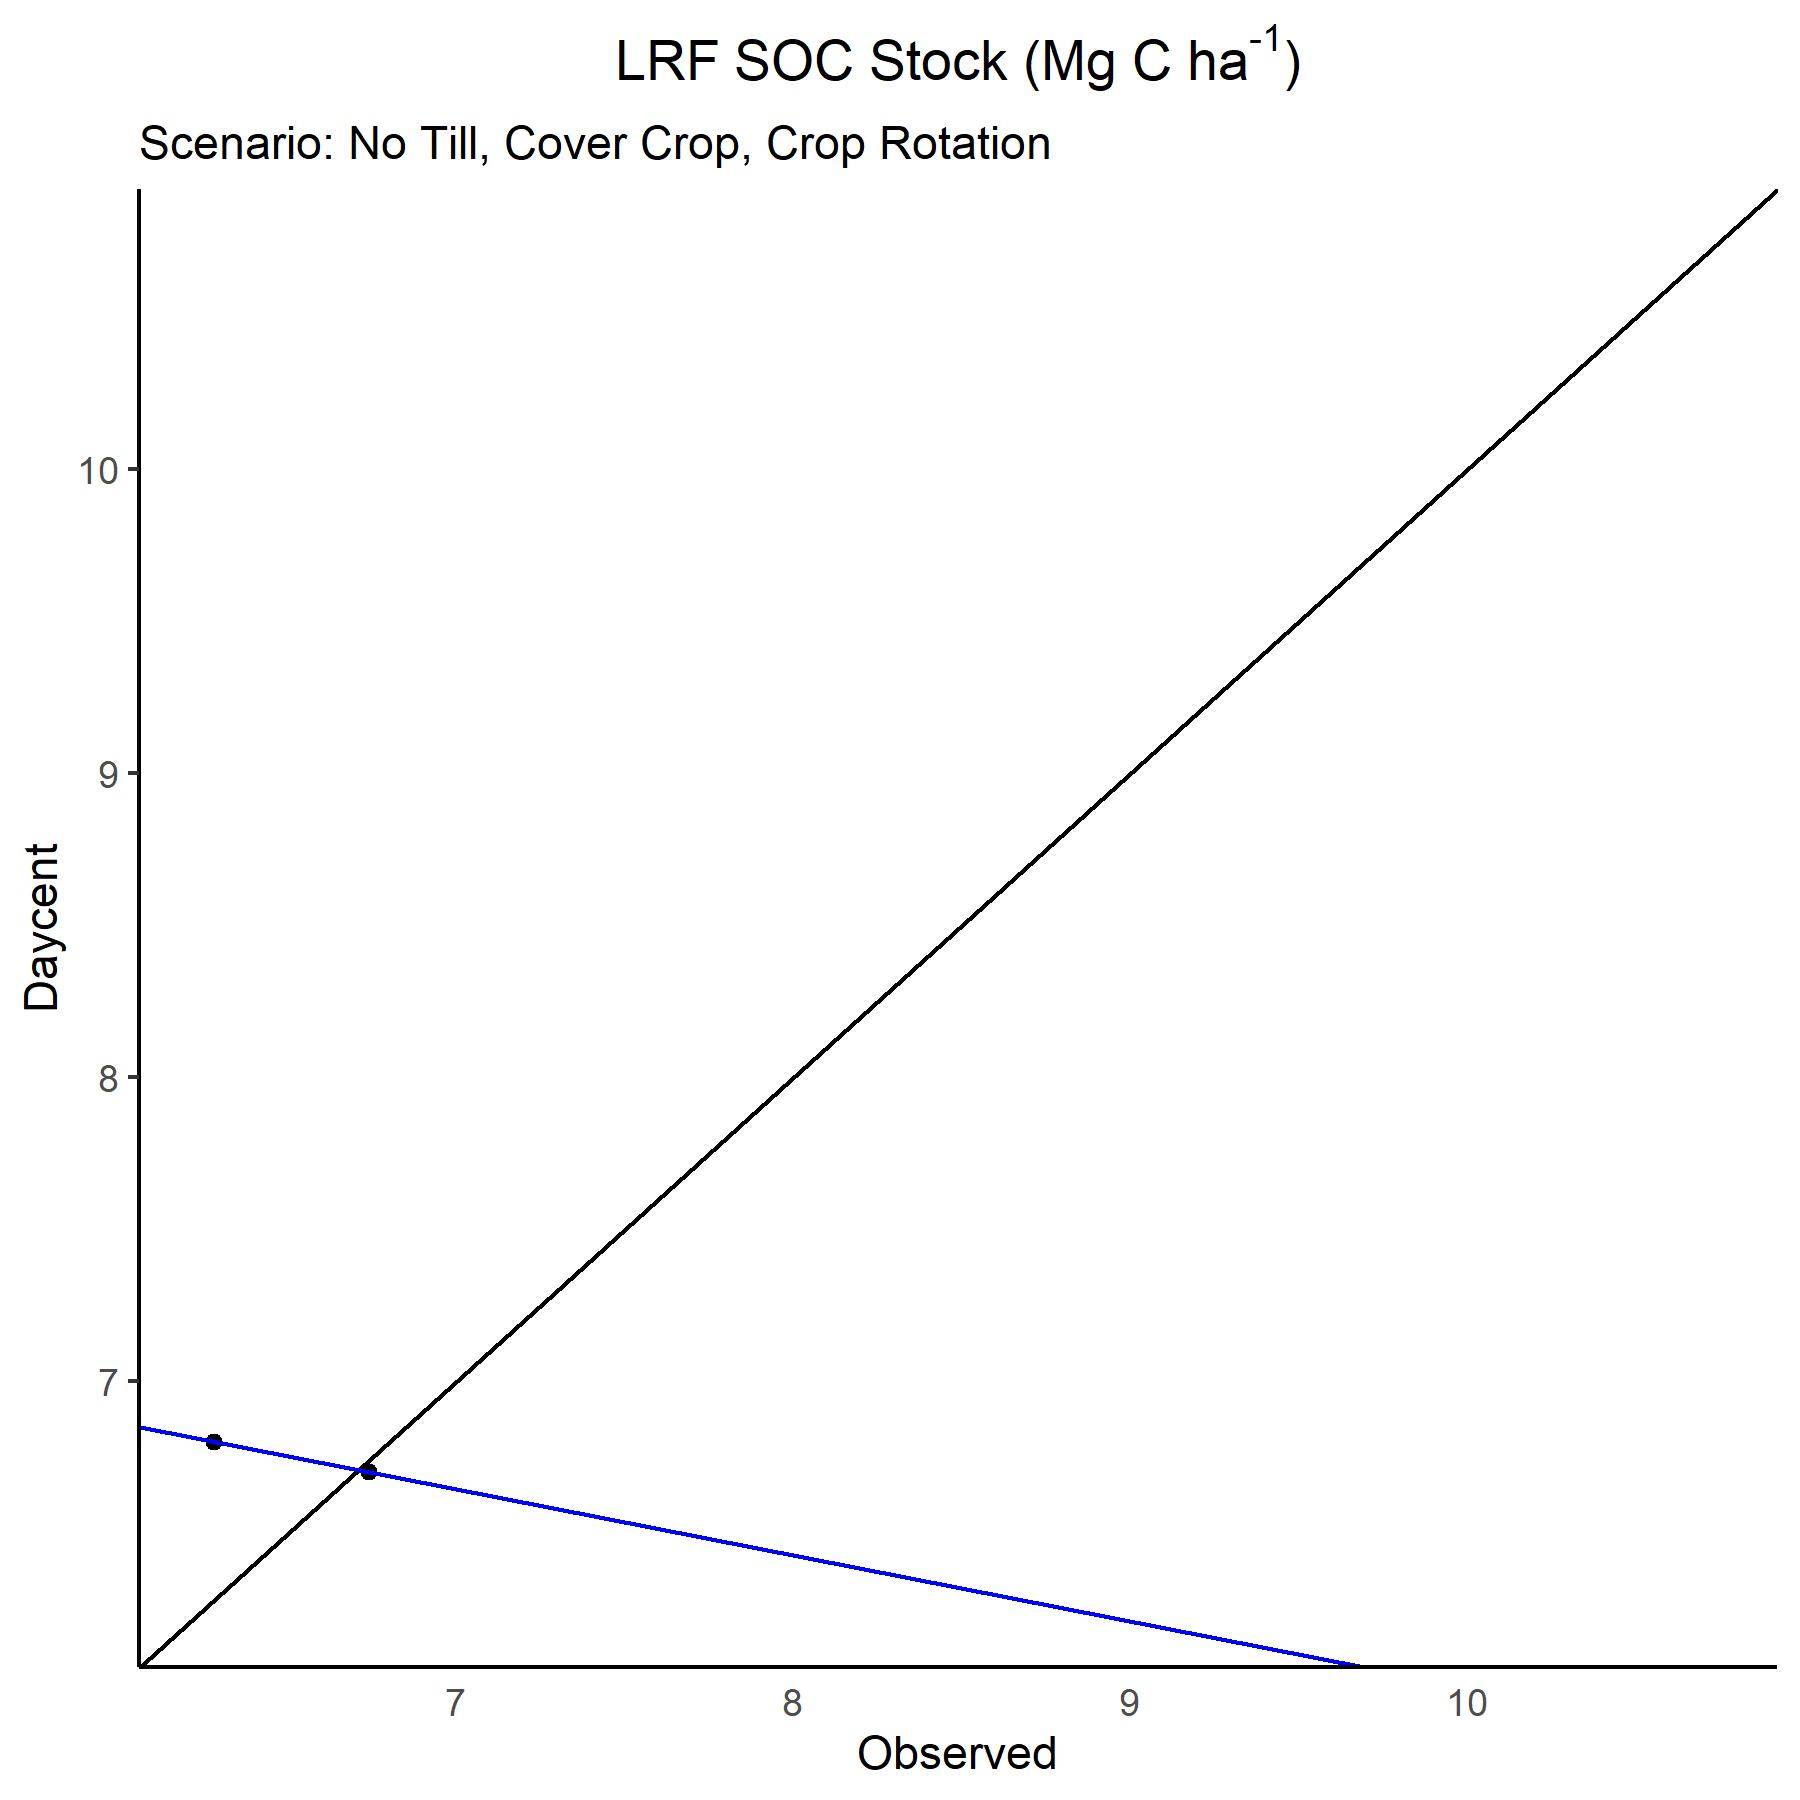 LRF SOC Stock (Mg C ha⁻¹)
Scenario: No Till, Cover Crop, Crop Rotation
10
9
8
7
Daycent
7 8 9 10
Observed